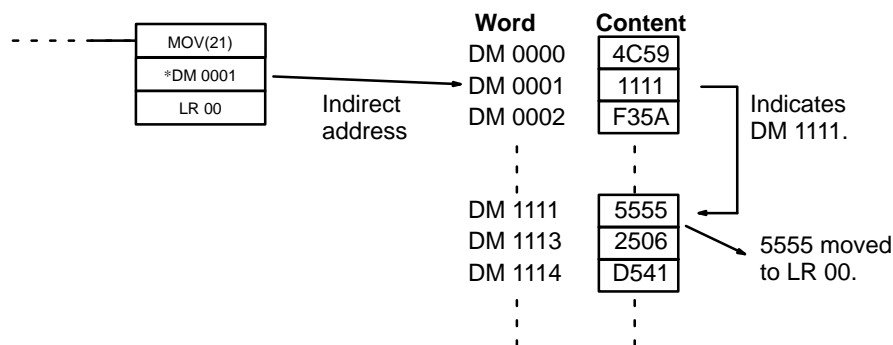 Word Content
MOV(21)
*DM 0001
LR 00
Indirect
address
DM 0000 4C59
DM 0001 1111
DM 0002 F35A
Indicates
DM 1111.
DM 1111 5555
DM 1113 2506
DM 1114 D541
5555 moved
to LR 00.